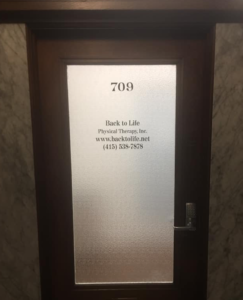 709
Back to Life
Physical Therapy, Inc.
www.backtolife.net
(415) 538-7878